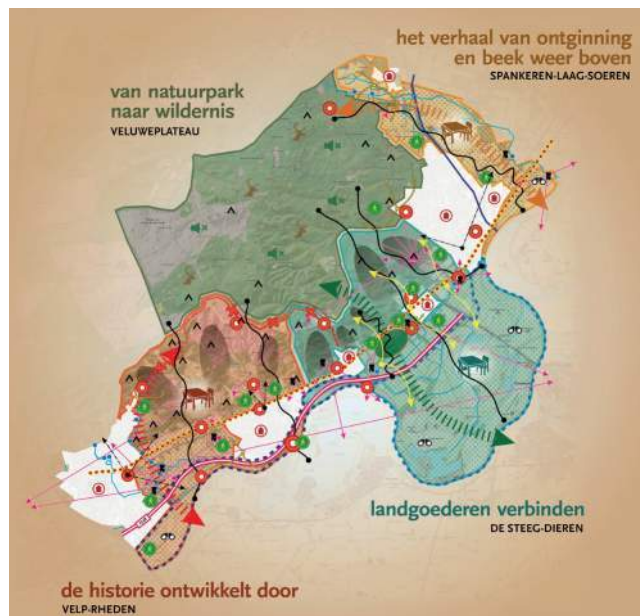 het verhaal van ontginning
en beek weer boven
SPANKEREN-LAAG-SOEREN
van natuurpark
naar wildernis
VELUWEPLATEAU
landgoederen verbinden
DE STEEG-DIEREN
de historie ontwikkelt door
VELP-RHEDEN